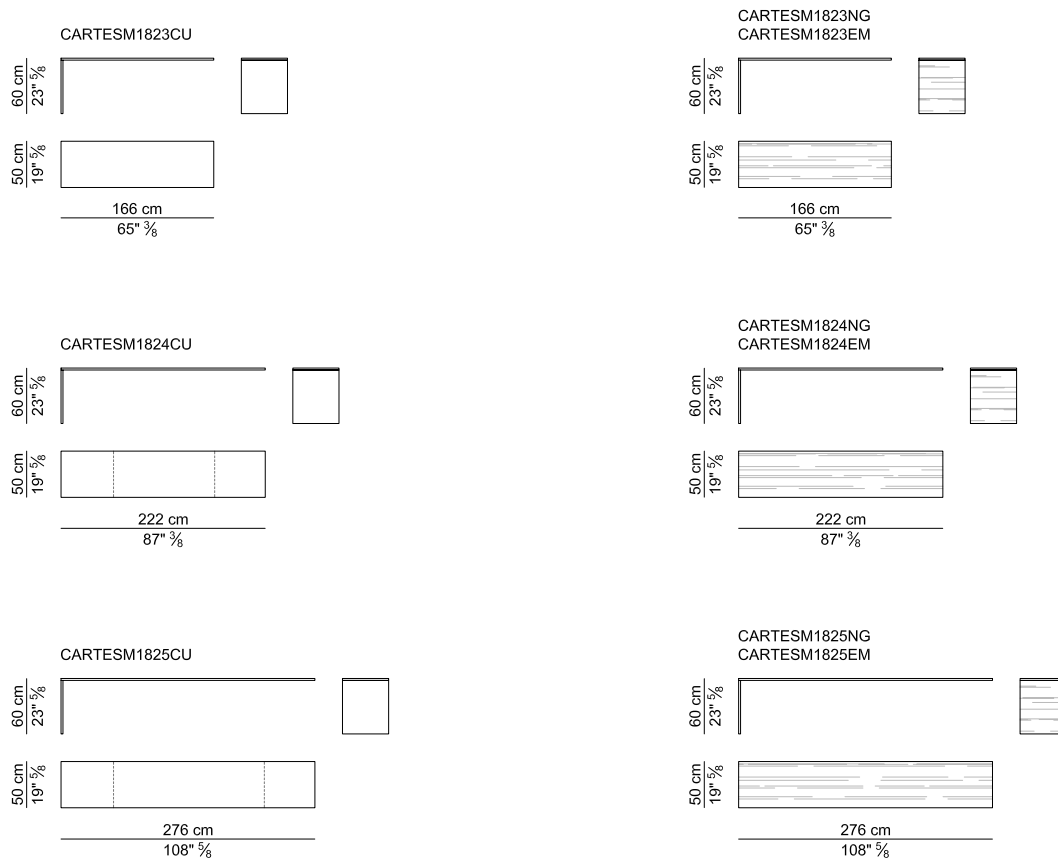 CARTESM1823CU
60 cm
23" 5/8
50 cm
19" 5/8
166 cm
65" 3/8
CARTESM1823NG
CARTESM1823EM
60 cm
23" 5/8
50 cm
19" 5/8
166 cm
65" 3/8
CARTESM1824CU
60 cm
23" 5/8
50 cm
19" 5/8
222 cm
87" 3/8
CARTESM1824NG
CARTESM1824EM
60 cm
23" 5/8
50 cm
19" 5/8
222 cm
87" 3/8
CARTESM1825CU
60 cm
23" 5/8
50 cm
19" 5/8
276 cm
108" 5/8
CARTESM1825NG
CARTESM1825EM
60 cm
23" 5/8
50 cm
19" 5/8
276 cm
108" 5/8